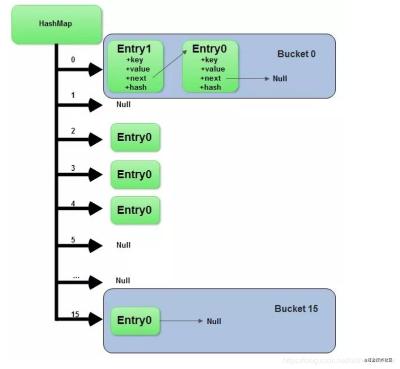 HashMap
0
Entry1
+key
+value
+next
+hash
Entry0
+key
+value
+next
+hash
Bucket 0
Null
1
Null
2
Entry0
3
Entry0
4
Entry0
5
Null
...
Null
15
Entry0
Null
Bucket 15